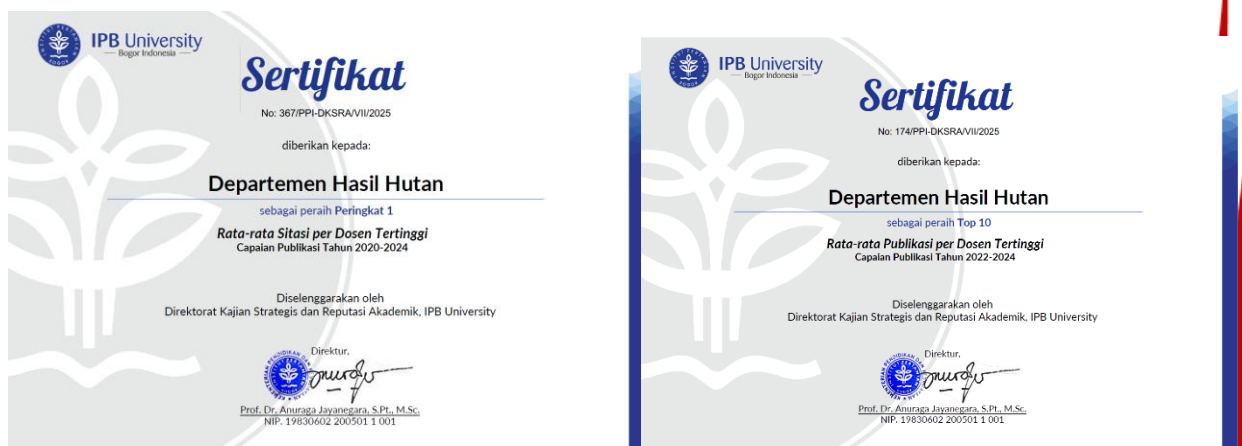 IPB University
Bogor Indonesia
Sertifikat
No: 367/PPI-DKSRA/VII/2025
diberikan kepada:
Departemen Hasil Hutan
sebagai peraih Peringkat 1
Rata-rata Sitasi per Dosen Tertinggi
Capaian Publikasi Tahun 2020-2024
Diselenggarakan oleh
Direktorat Kajian Strategis dan Reputasi Akademik, IPB University
Direktur,
Prof. Dr. Anuraga Jayanegara, S.Pt., M.Sc.
NIP. 19830602 200501 1 001
IPB University
Bogor Indonesia
Sertifikat
No: 174/PPI-DKSRA/VII/2025
diberikan kepada:
Departemen Hasil Hutan
sebagai peraih Top 10
Rata-rata Publikasi per Dosen Tertinggi
Capaian Publikasi Tahun 2022-2024
Diselenggarakan oleh
Direktorat Kajian Strategis dan Reputasi Akademik, IPB University
Direktur,
Prof. Dr. Anuraga Jayanegara, S.Pt., M.Sc.
NIP. 19830602 200501 1 001